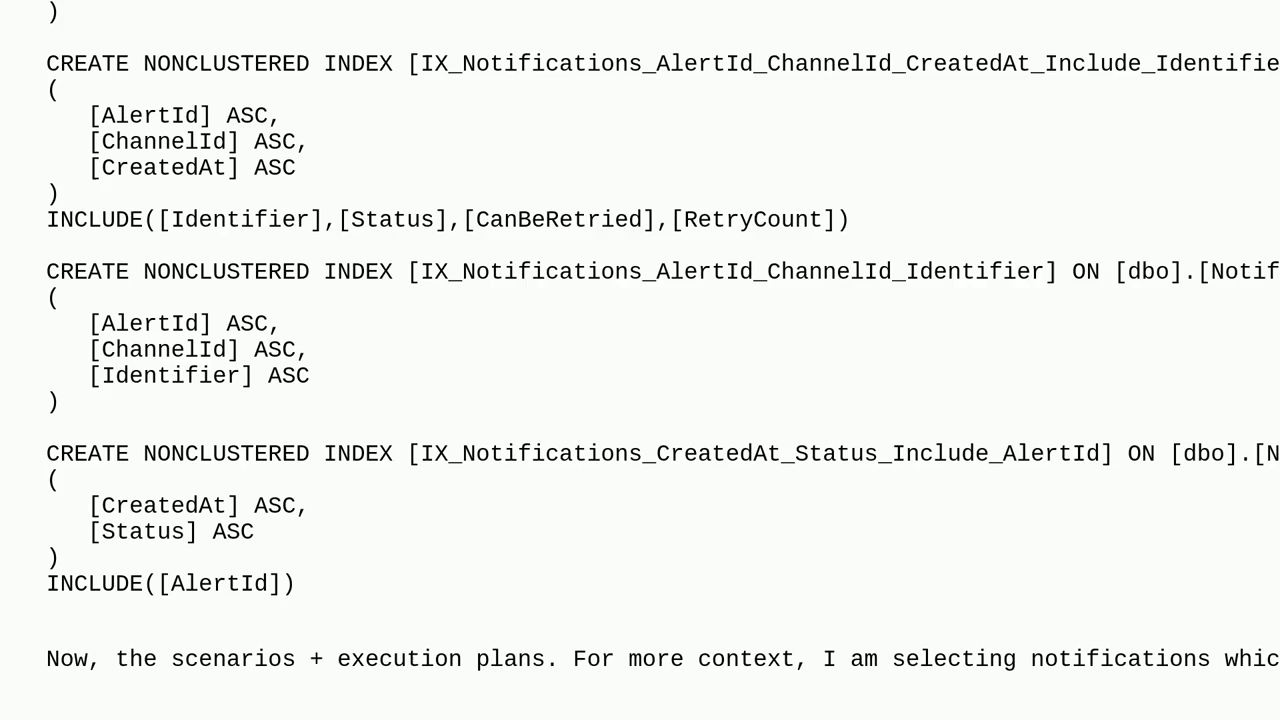 )
CREATE NONCLUSTERED INDEX [IX_Notifications_AlertId_ChannelId_CreatedAt_Include_Identifie
(
[AlertId] ASC,
[ChannelId] ASC,
[CreatedAt] ASC
)
INCLUDE([Identifier],[Status],[CanBeRetried],[RetryCount])
CREATE NONCLUSTERED INDEX [IX_Notifications_AlertId_ChannelId_Identifier] ON [dbo].[Notif
(
[AlertId] ASC,
[ChannelId] ASC,
[Identifier] ASC
)
CREATE NONCLUSTERED INDEX [IX_Notifications_CreatedAt_Status_Include_AlertId] ON [dbo].[N
(
[CreatedAt] ASC,
[Status] ASC
)
INCLUDE([AlertId])
Now, the scenarios + execution plans. For more context, I am selecting notifications whic